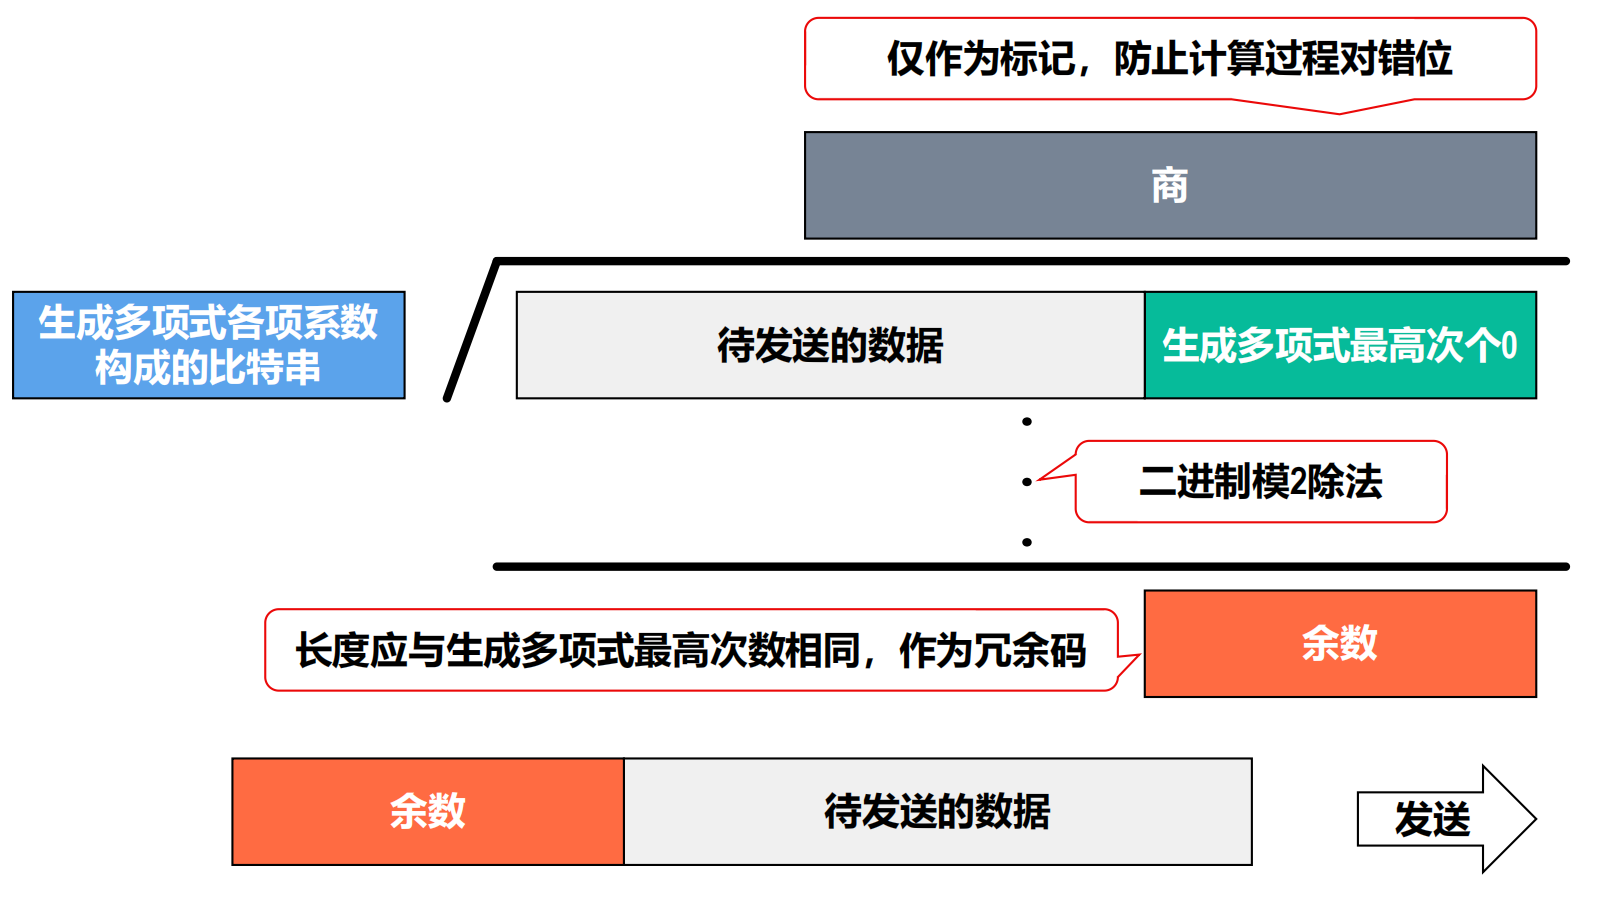 仅作为标记，防止计算过程对错位
商
生成多项式各项系数
构成的比特串
待发送的数据
生成多项式最高次个0
二进制模2除法
长度应与生成多项式最高次数相同，作为冗余码
余数
余数
待发送的数据
发送